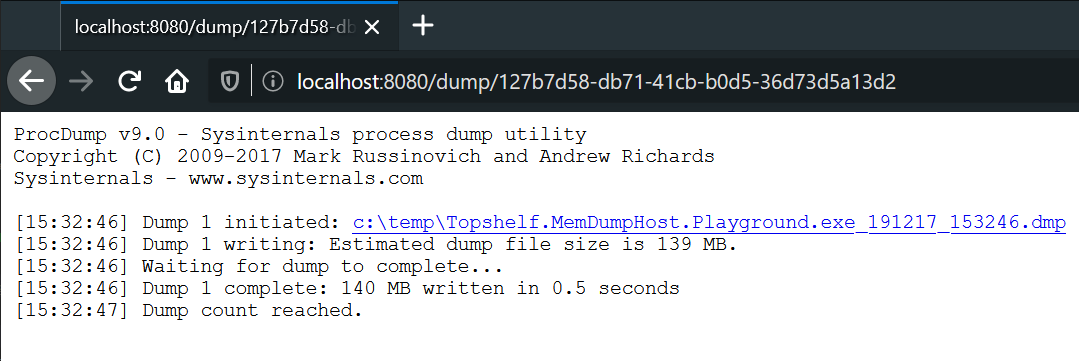 localhost:8080/dump/127b7d58-db
localhost:8080/dump/127b7d58-db71-41cb-b0d5-36d73d5a13d2
ProcDump v9.0 - Sysinternals process dump utility
Copyright (C) 2009-2017 Mark Russinovich and Andrew Richards
Sysinternals - www.sysinternals.com
[15:32:46] Dump 1 initiated: c:\temp\Topshelf.MemDumpHost.Playground.exe_191217_153246.dmp
[15:32:46] Dump 1 writing: Estimated dump file size is 139 MB.
[15:32:46] Waiting for dump to complete...
[15:32:46] Dump 1 complete: 140 MB written in 0.5 seconds
[15:32:47] Dump count reached.